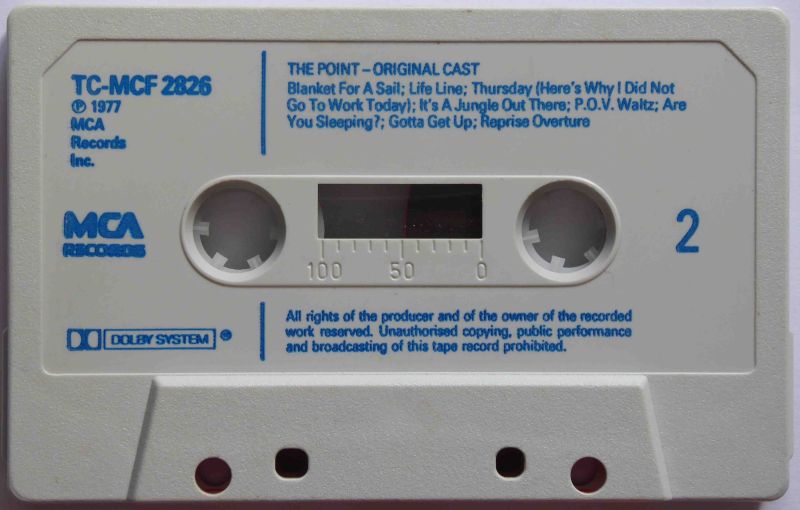 TC-MCF 2826
℗ 1977
MCA
Records
Inc.
THE POINT – ORIGINAL CAST
Blanket For A Sail; Life Line; Thursday (Here's Why I Did Not
Go To Work Today); It's A Jungle Out There; P.O.V. Waltz; Are
You Sleeping?; Gotta Get Up; Reprise Overture
MCA
RECORDS
2
100 50 0
DOLBY SYSTEM ®
All rights of the producer and of the owner of the recorded
work reserved. Unauthorised copying, public performance
and broadcasting of this tape record prohibited.